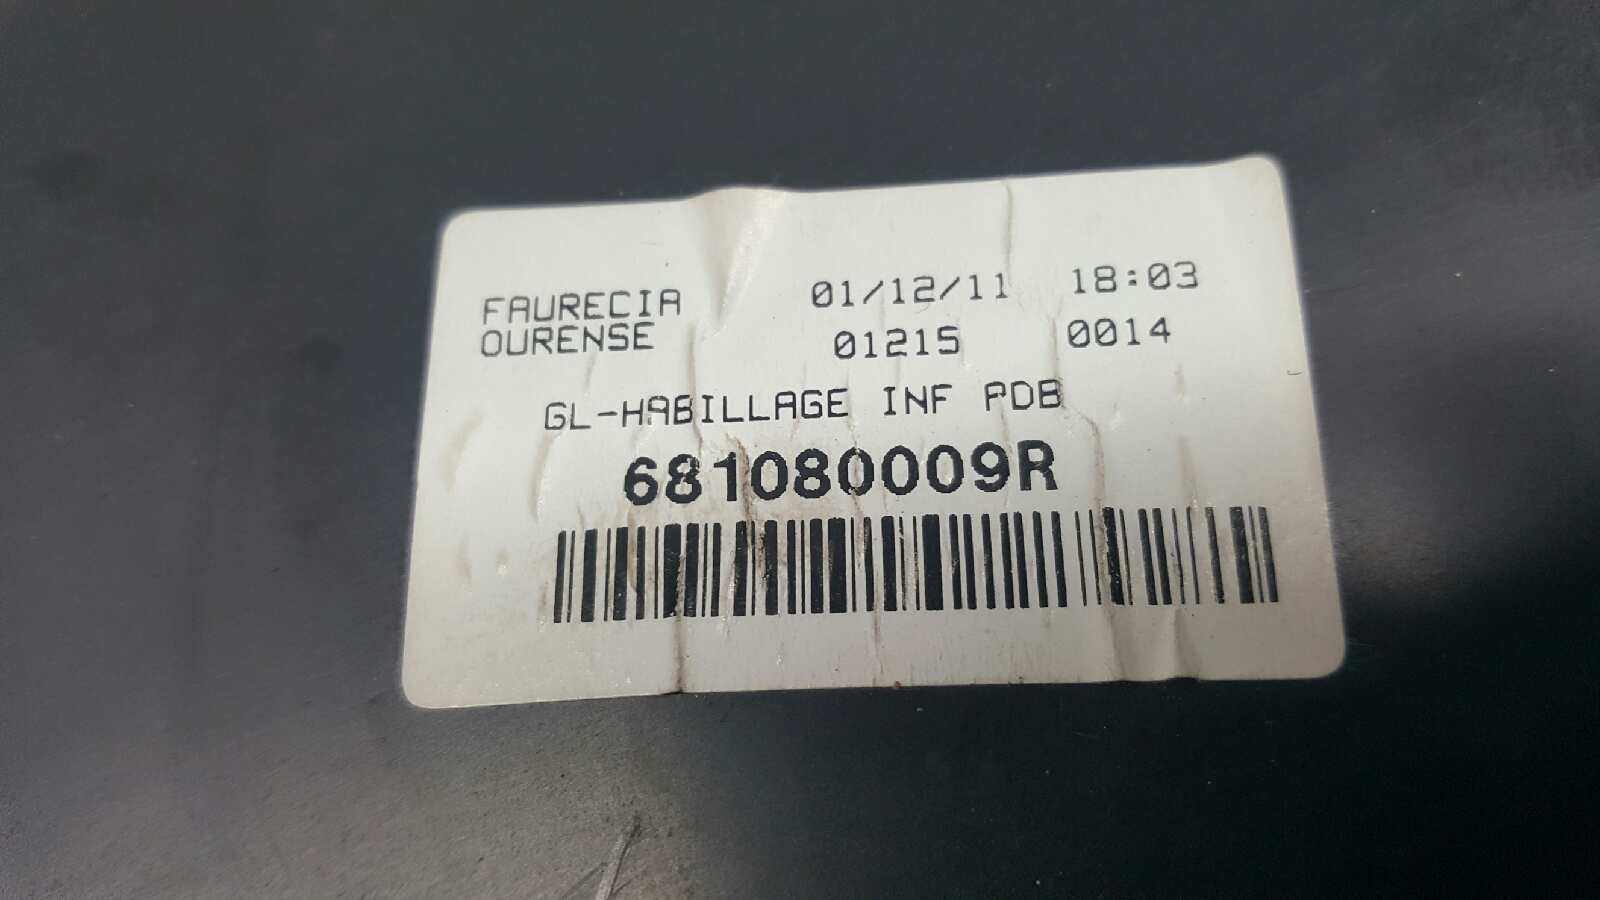 FAURECIA 01/12/11 18:03
OURENSE 01215 0014
GL-HABILLAGE INF PDB
681080009R